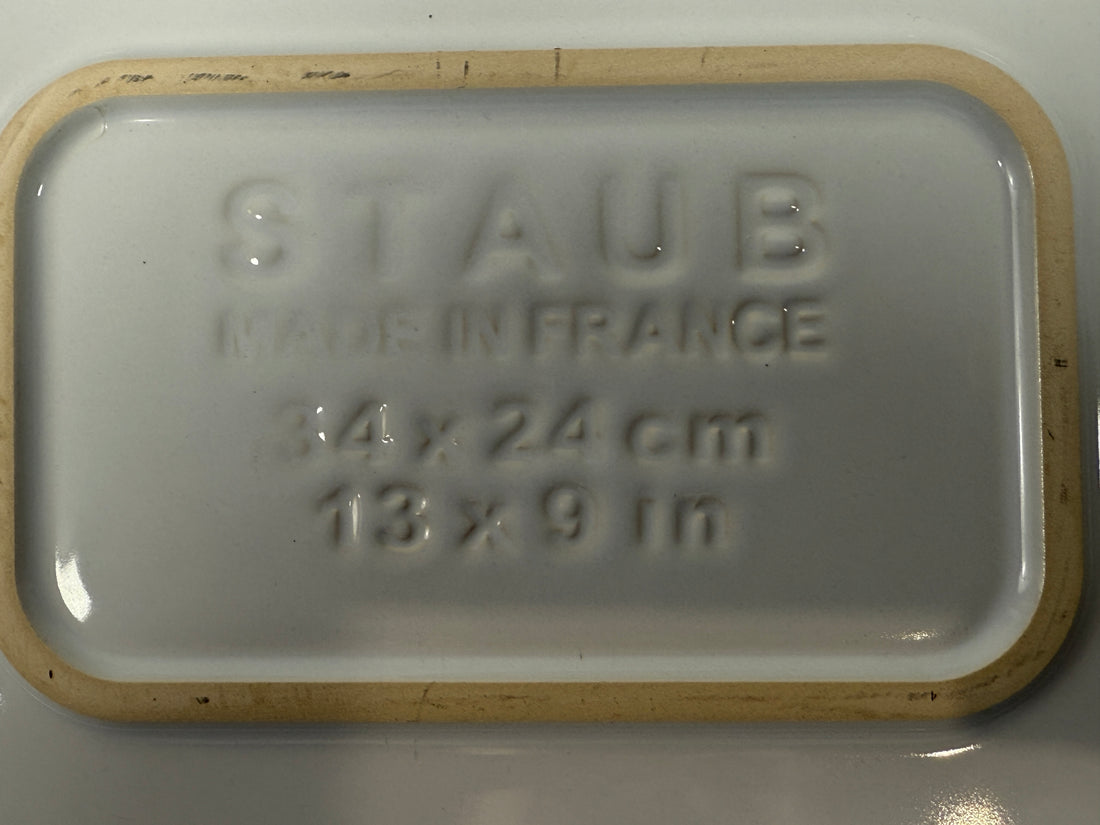 STAUB
MADE IN FRANCE
34 x 24 cm
13 x 9 in